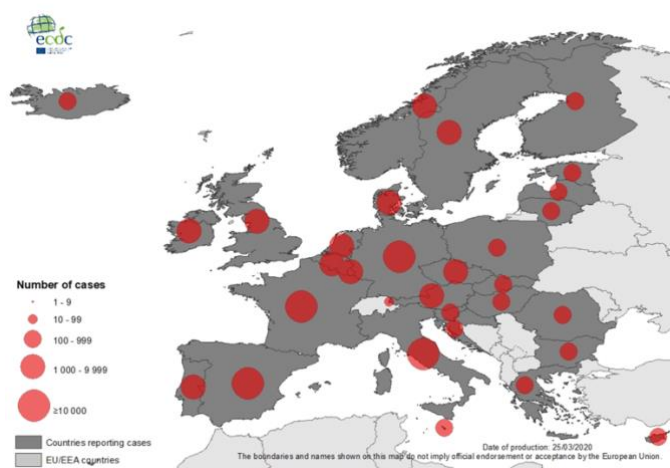 ecdc
Number of cases
1 - 9
10 - 99
100 - 999
1 000 - 9 999
≥10 000
Countries reporting cases
EU/EEA countries
Date of production: 25/03/2020
The boundaries and names shown on this map do not imply official endorsement or acceptance by the European Union.